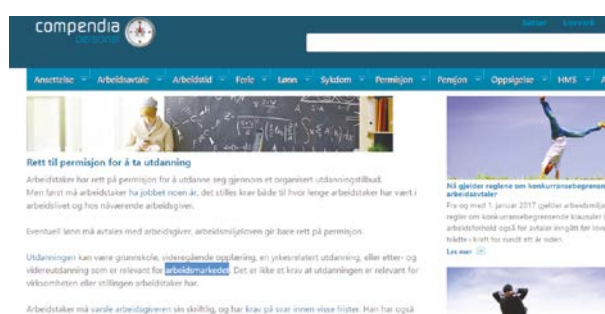 compendia
personal
Ansettelse
Arbeidsavtale
Arbeidstid
Ferie
Lønn
Sykdom
Permisjon
Pensjon
Oppsigelse
HMS
Rett til permisjon for å ta utdanning
Arbeidstaker har rett på permisjon for å utdanne seg gjennom et organisert utdanningstilbud.
Men først må arbeidstaker ha jobbet noen år, det stilles krav både til hvor lenge arbeidstaker har vært i
arbeidslivet og hos nåværende arbeidsgiver.
Eventuell lønn må avtales med arbeidsgiver, arbeidsmiljøloven gir bare rett på permisjon.
Utdanningen kan være grunnskole, videregående opplæring, en yrkesrelatert utdanning, eller etter- og
videreutdanning som er relevant for arbeidsmarkedet. Det er ikke et krav at utdanningen er relevant for
virksomheten eller stillingen arbeidstaker har.
Arbeidstaker må varsle arbeidsgiveren sin skriftlig, og har krav på svar innen visse frister. Han har også
Nå gjelder reglene om
arbeidsavtaler
Fra og med 1. januar 2017 gjelder
regler om konkurransebegrensende klausuler i
arbeidsforhold også for avtaler inngått før
trådte i kraft for rundt ett år siden.
Les mer